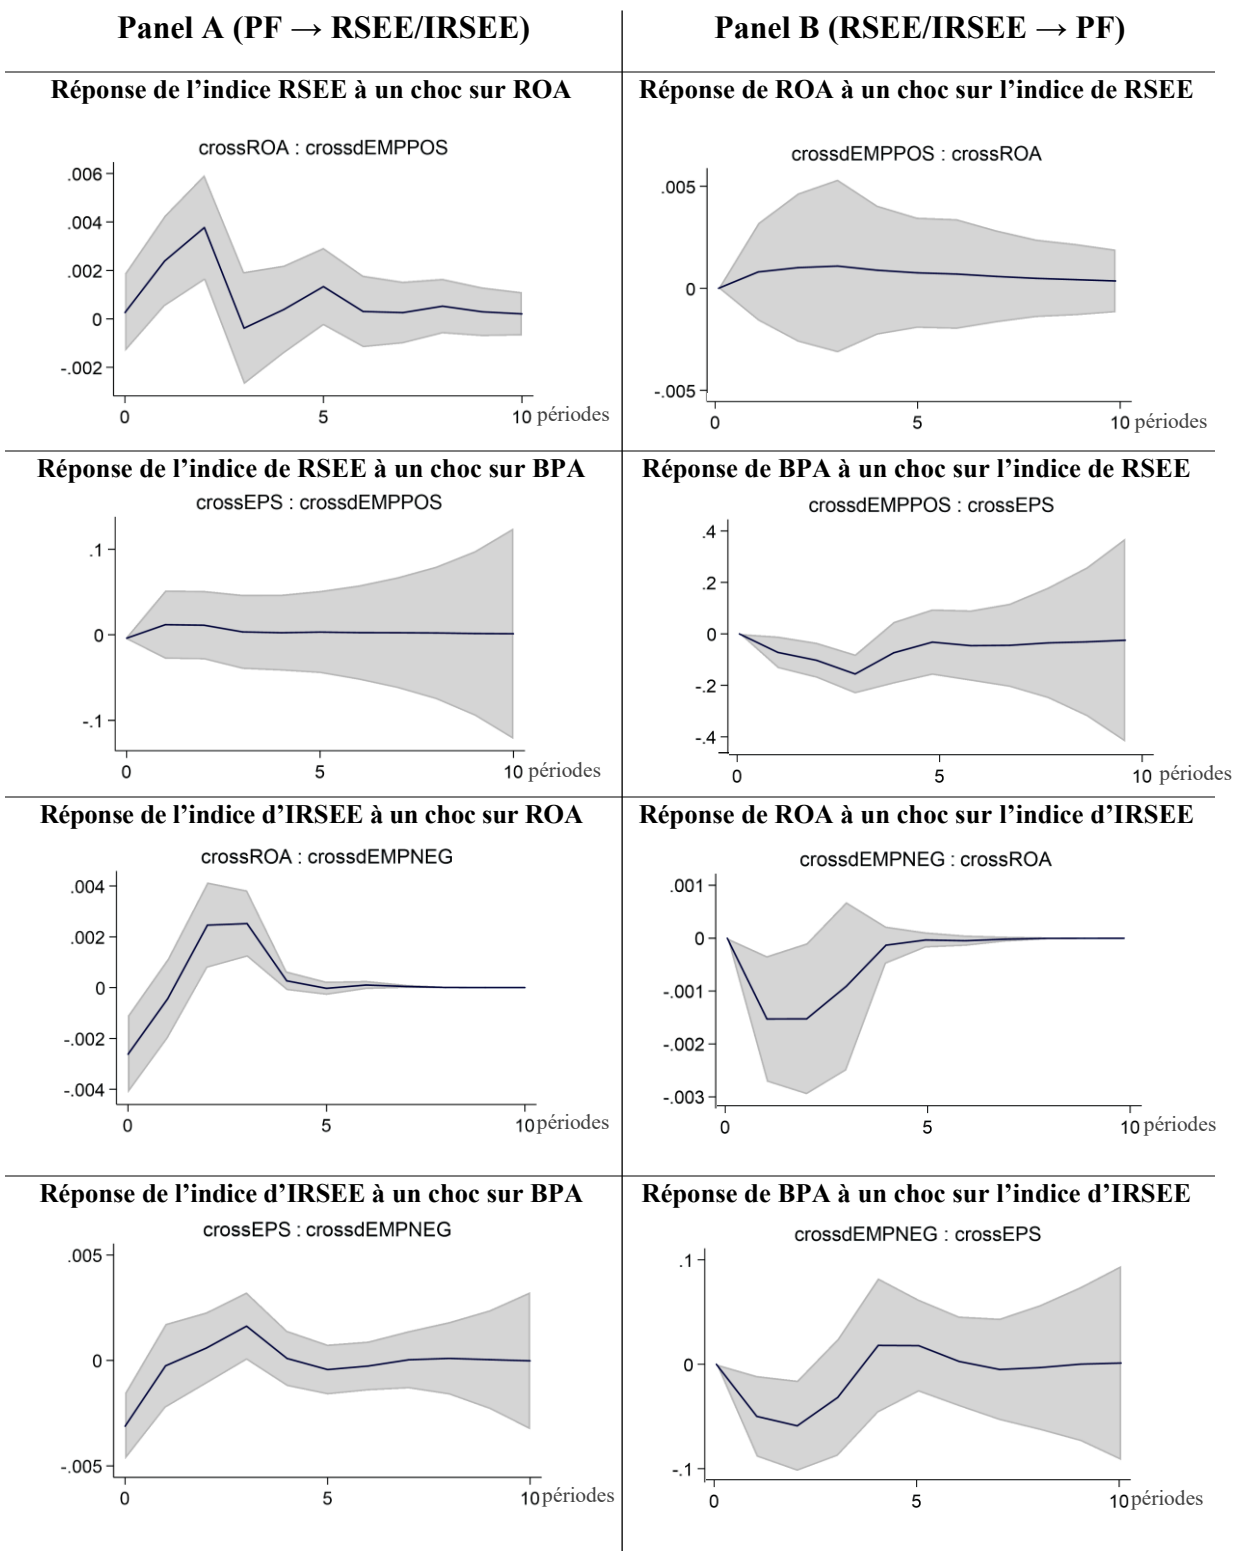 Panel A (PF → RSEE/IRSEE)
Panel B (RSEE/IRSEE → PF)
Réponse de l’indice RSEE à un choc sur ROA
crossROA : crossdEMPPOS
.006
.004
.002
0
-.002
0
5
10 périodes
Réponse de ROA à un choc sur l’indice de RSEE
crossdEMPPOS : crossROA
.005
0
-.005
0
5
10 périodes
Réponse de l’indice de RSEE à un choc sur BPA
crossEPS : crossdEMPPOS
.1
0
-.1
0
5
10 périodes
Réponse de BPA à un choc sur l’indice de RSEE
crossdEMPPOS : crossEPS
.4
.2
0
-.2
-.4
0
5
10 périodes
Réponse de l’indice d’IRSEE à un choc sur ROA
crossROA : crossdEMPNEG
.004
.002
0
-.002
-.004
0
5
10 périodes
Réponse de ROA à un choc sur l’indice d’IRSEE
crossdEMPNEG : crossROA
.001
0
-.001
-.002
-.003
0
5
10 périodes
Réponse de l’indice d’IRSEE à un choc sur BPA
crossEPS : crossdEMPNEG
.005
0
-.005
0
5
10 périodes
Réponse de BPA à un choc sur l’indice d’IRSEE
crossdEMPNEG : crossEPS
.1
0
-.1
0
5
10 périodes